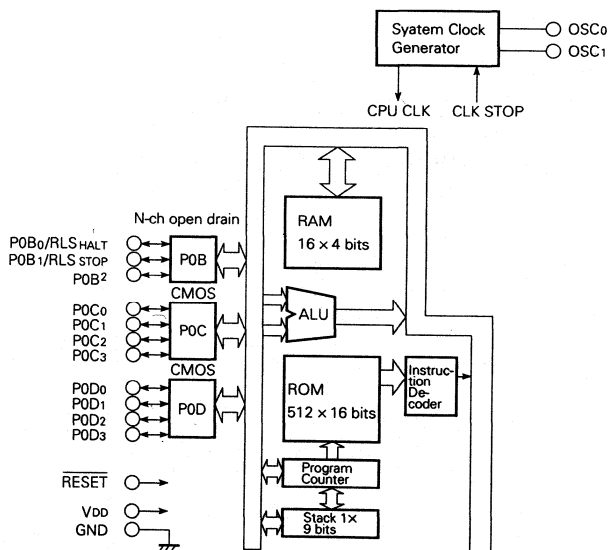 Syatem Clock
Generator
OSC0
OSC1
CPU CLK
CLK STOP
N-ch open drain
RAM
16 × 4 bits
P0B0/RLS HALT
P0B1/RLS STOP
P0B2
P0B
CMOS
P0C0
P0C1
P0C2
P0C3
P0C
ALU
CMOS
P0D0
P0D1
P0D2
P0D3
P0D
ROM
512 × 16 bits
Instruc-
tion
De-
coder
RESET
Program
Counter
VDD
GND
Stack 1×
9 bits